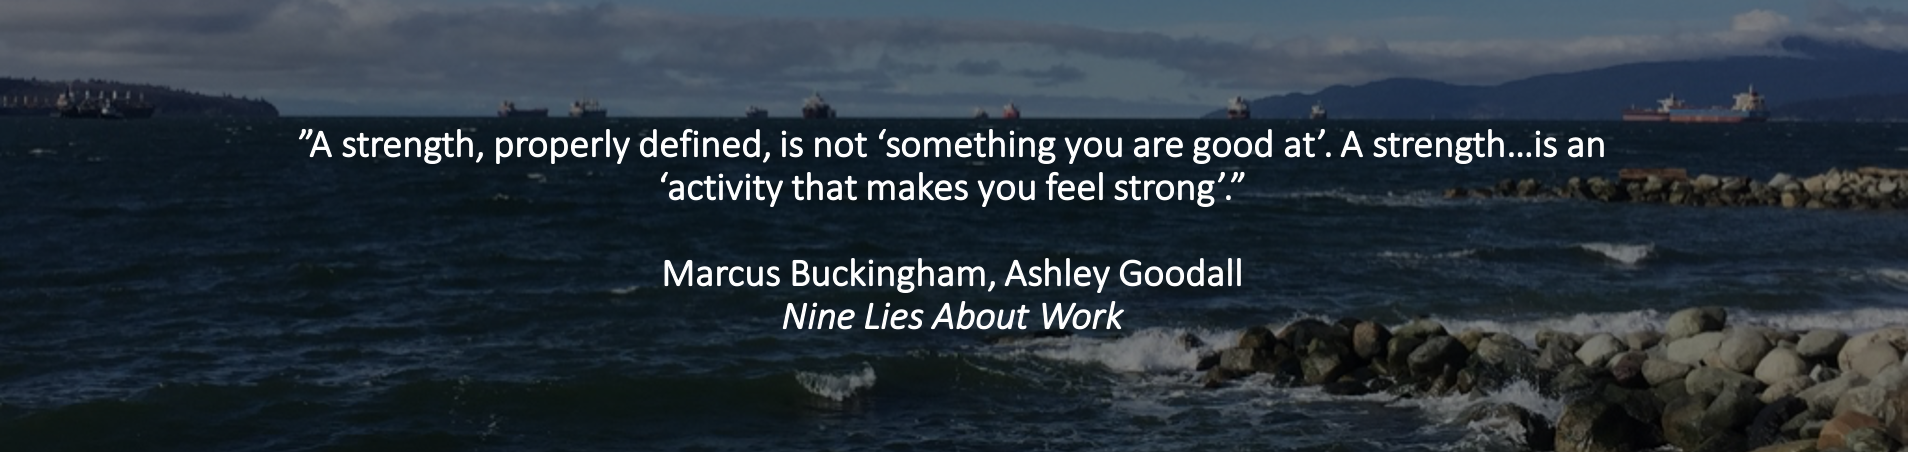 ”A strength, properly defined, is not ‘something you are good at’. A strength…is an
‘activity that makes you feel strong’.”
Marcus Buckingham, Ashley Goodall
Nine Lies About Work